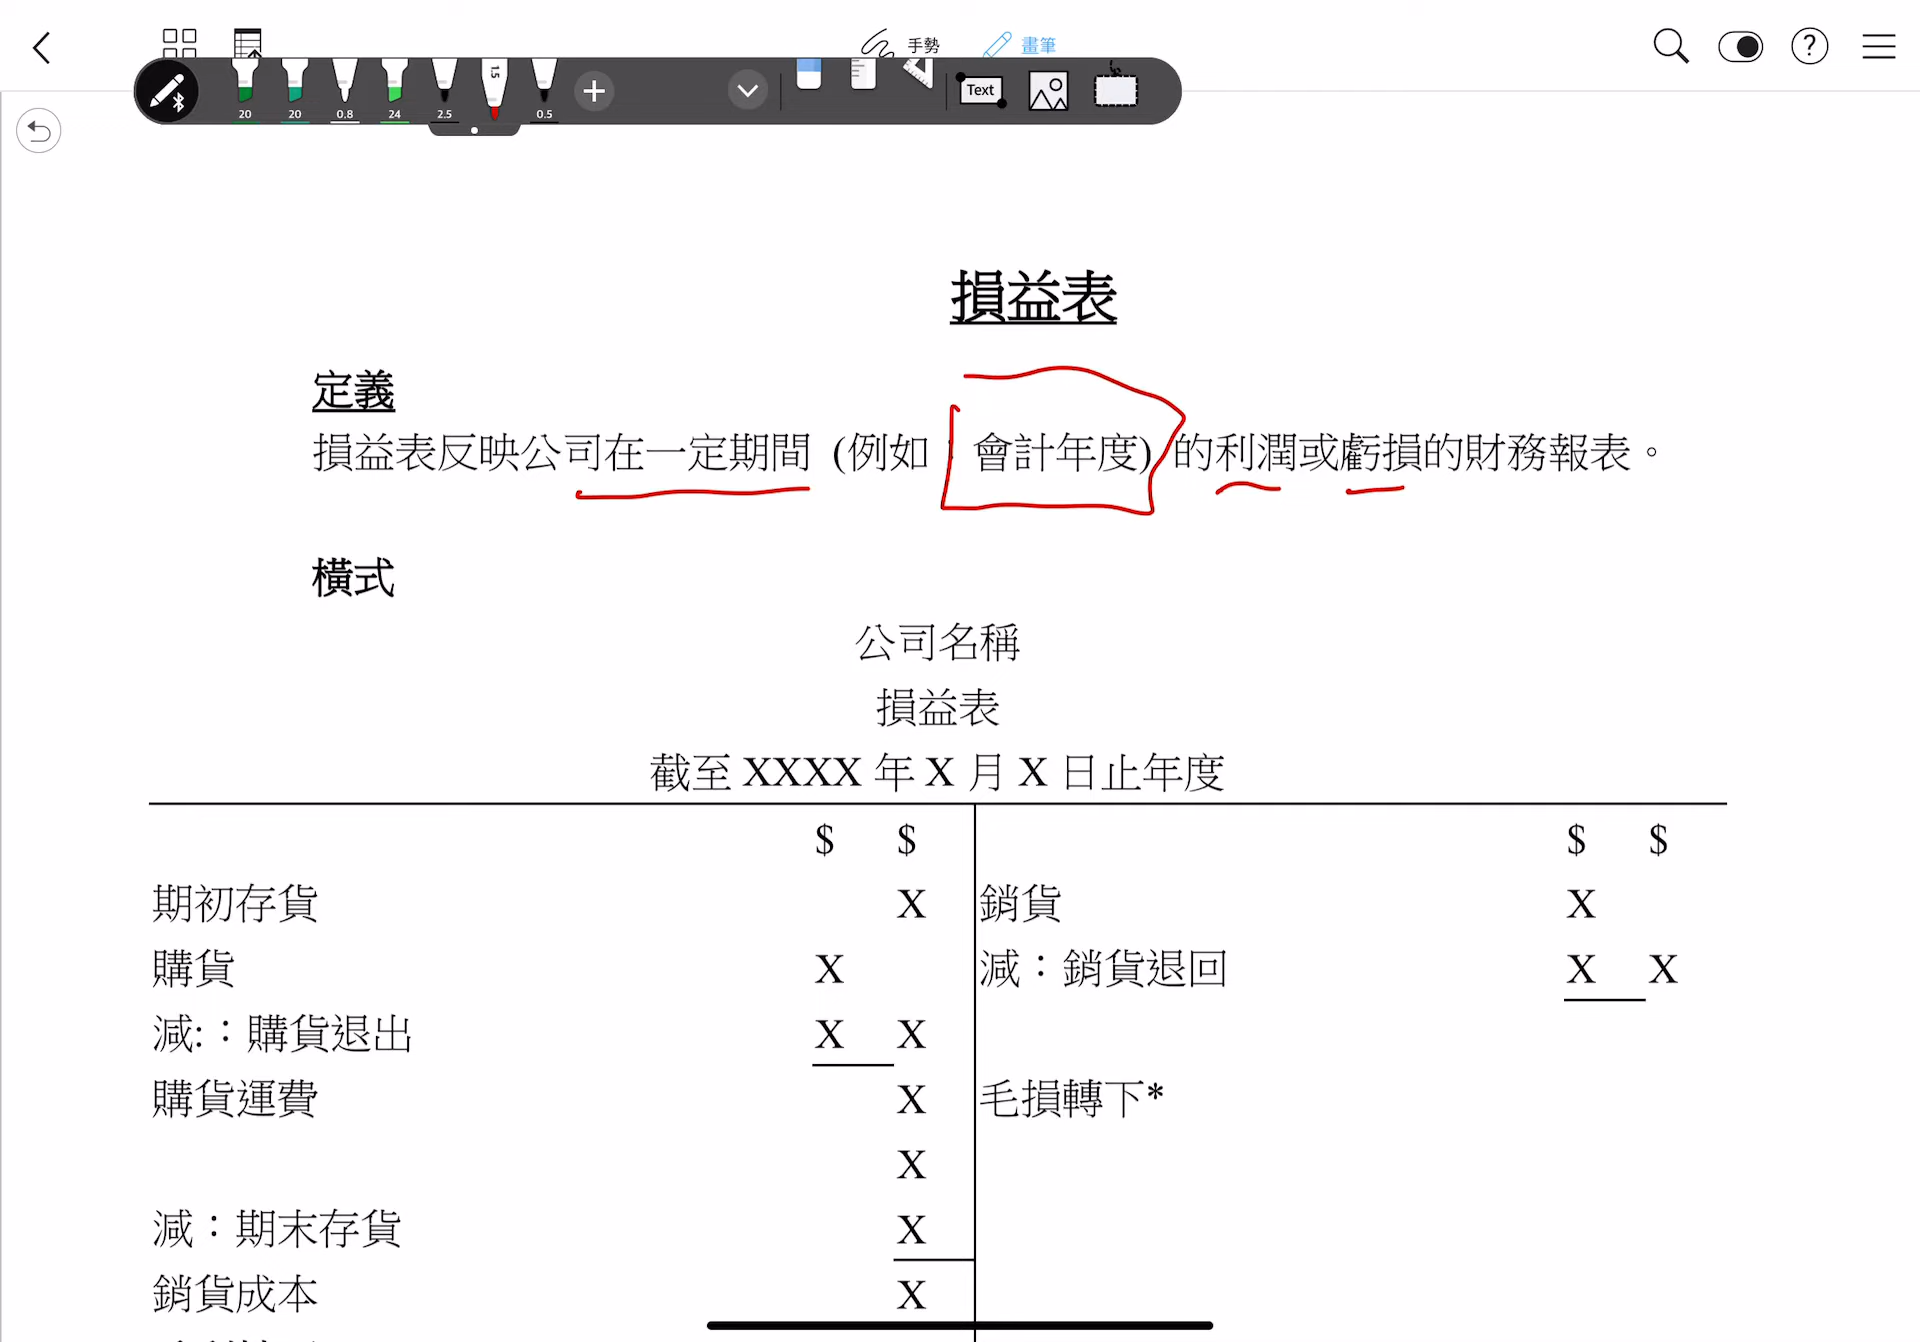 手勢 畫筆
20 20 0.8 24 2.5 1.5 0.5 Text
損益表
定義
損益表反映公司在一定期間 (例如 會計年度) 的利潤或虧損的財務報表。
橫式
公司名稱
損益表
截至 XXXX 年 X 月 X 日止年度
$ $ $ $
期初存貨 X 銷貨 X
購貨 X 減：銷貨退回 X X
減:：購貨退出 X X
購貨運費 X 毛損轉下*
X
減：期末存貨 X
銷貨成本 X